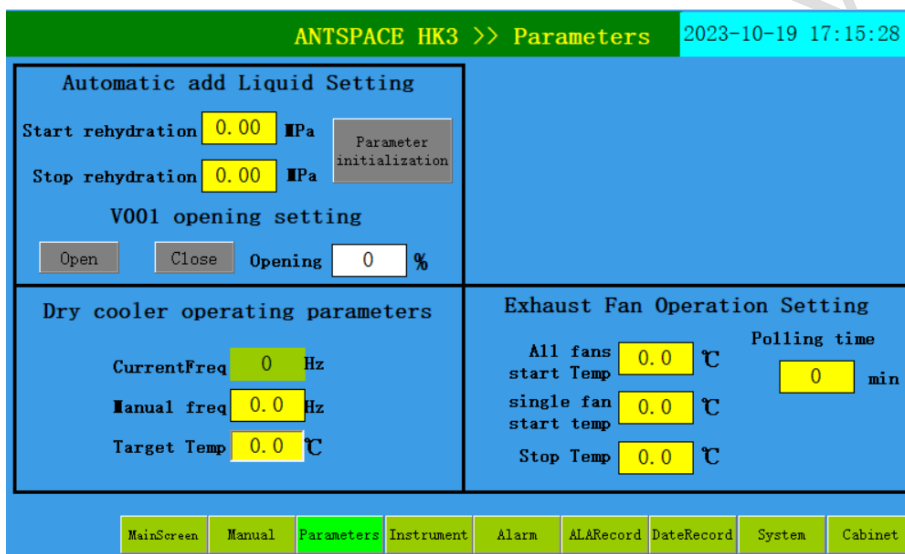 ANTSPACE HK3 >> Parameters 2023-10-19 17:15:28
Automatic add Liquid Setting
Start rehydration 0.00 MPa
Parameter
initialization
Stop rehydration 0.00 MPa
V001 opening setting
Open Close Opening 0 %
Dry cooler operating parameters
CurrentFreq 0 Hz
Manual freq 0.0 Hz
Target Temp 0.0 ℃
Exhaust Fan Operation Setting
All fans
start Temp 0.0 ℃
Polling time
0 min
single fan
start temp 0.0 ℃
Stop Temp 0.0 ℃
MainScreen Manual Parameters Instrument Alarm ALARecord DateRecord System Cabinet